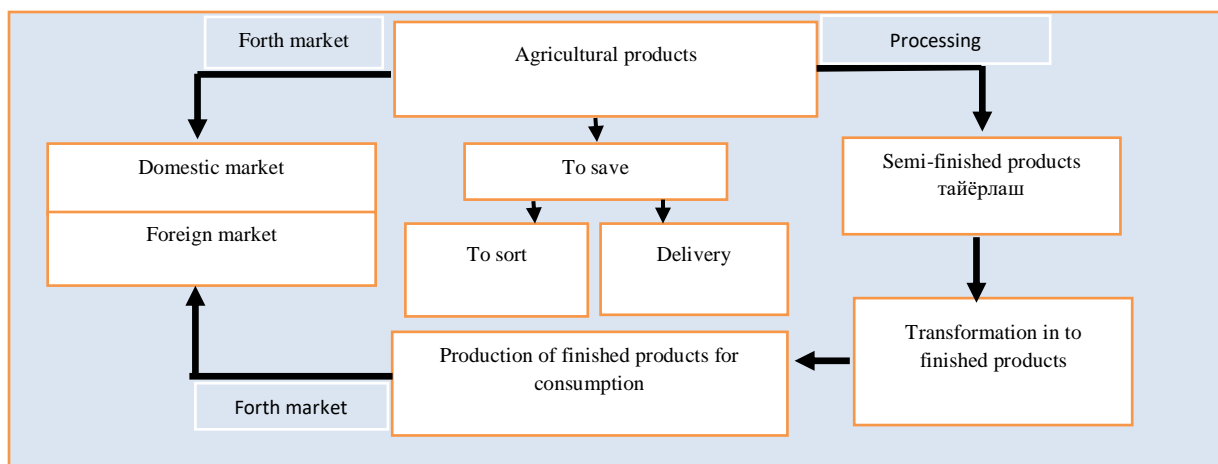 Forth market
Agricultural products
Processing
Domestic market
To save
Semi-finished products
тайёрлаш
Foreign market
To sort
Delivery
Transformation in to
finished products
Production of finished products for
consumption
Forth market